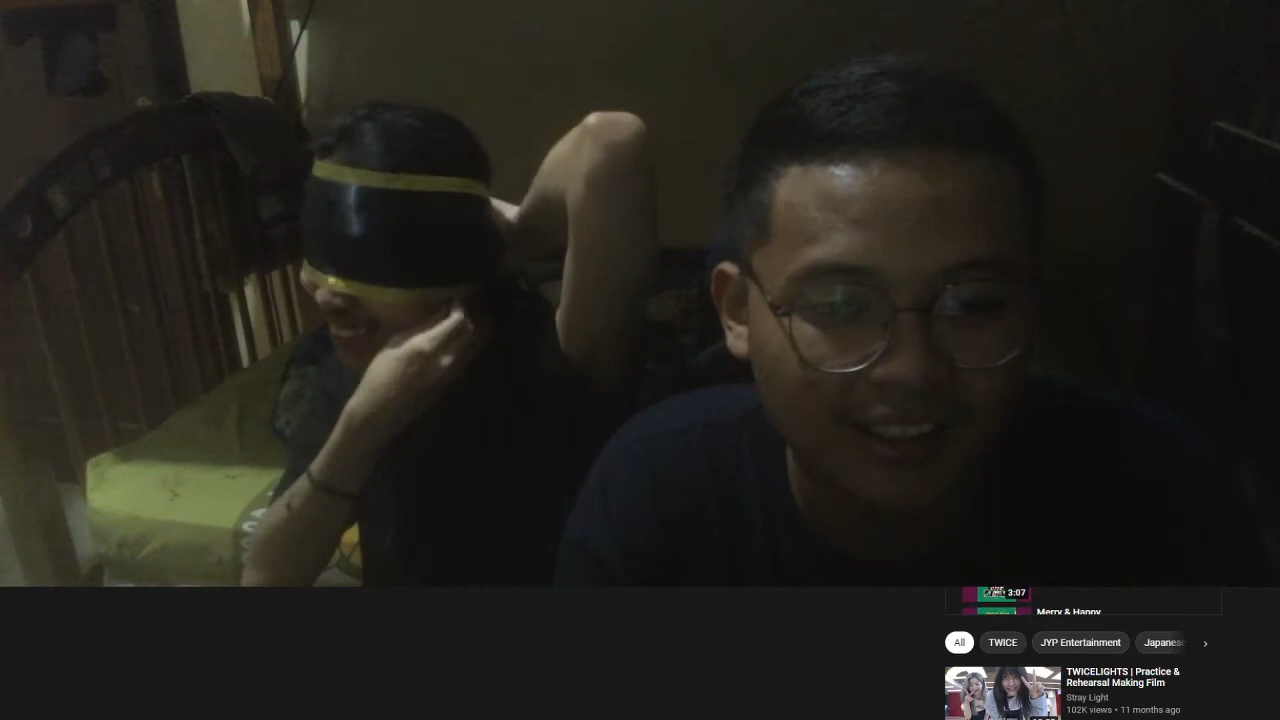 3:07
Merry & Happy
All
TWICE
JYP Entertainment
Japanese
TWICELIGHTS | Practice &
Rehearsal Making Film
Stray Light
102K views • 11 months ago